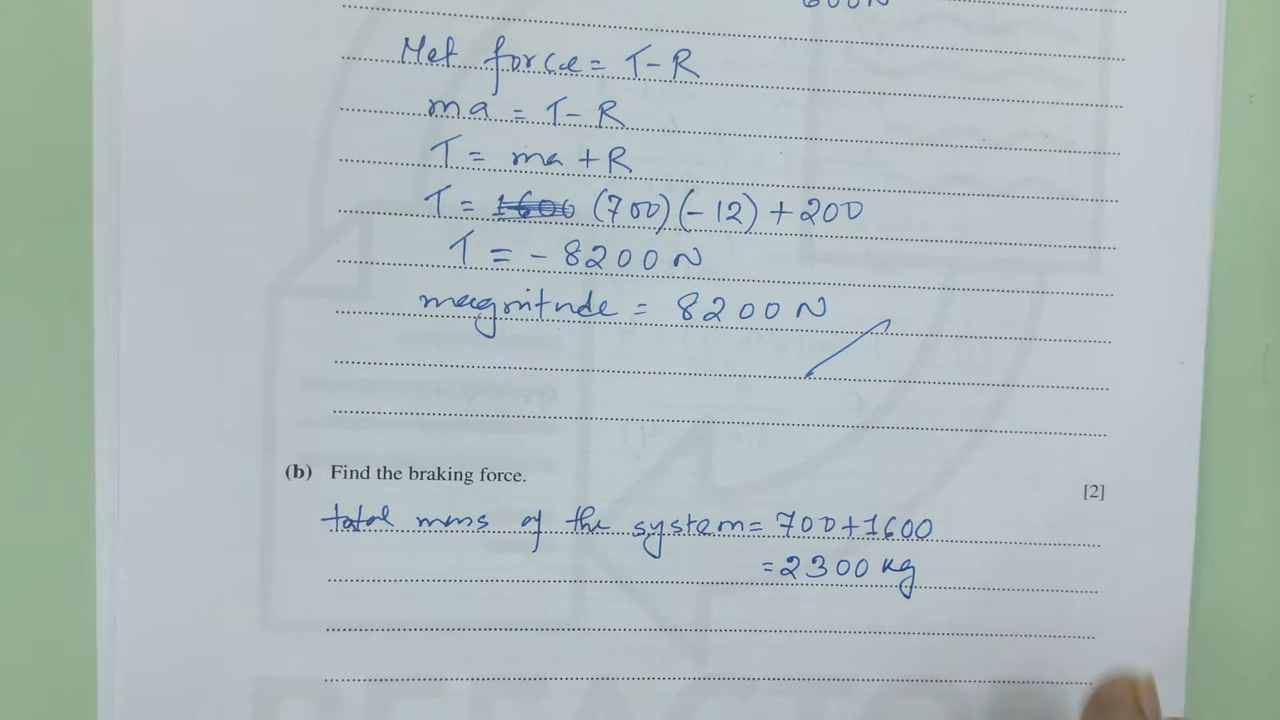 Net force = T - R
ma = T - R
T = ma + R
T = (700)(-12) + 200
T = -8200 N
magnitude = 8200 N
(b) Find the braking force.
[2]
total mass of the system = 700 + 1600
= 2300 kg